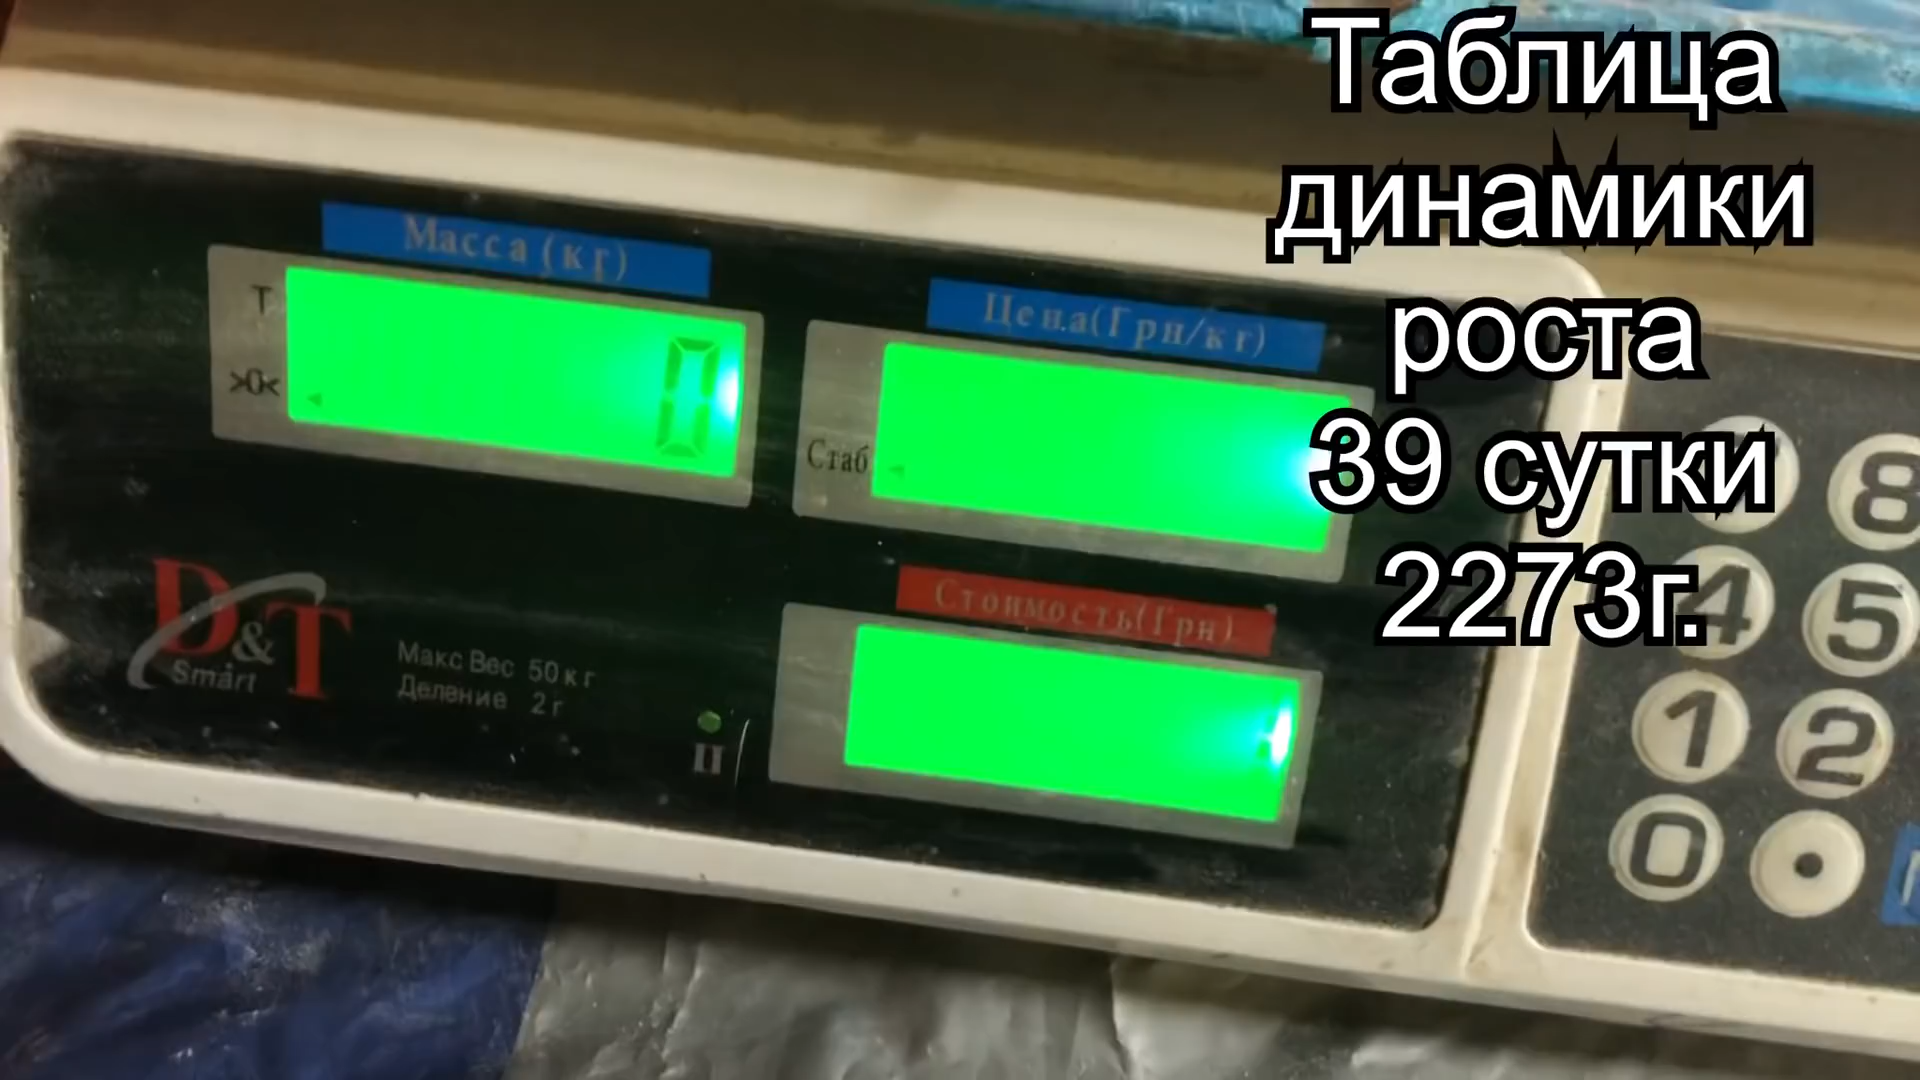 Таблица
динамики
роста
39 сутки
2273г.
Масса (кг)
T
>0<
0
Цена(Грн/кг)
Стаб
Стоимость(Грн)
D&T
Smart
Макс Вес 50кг
Деление 2г
П
8
4 5
1 2
0 •